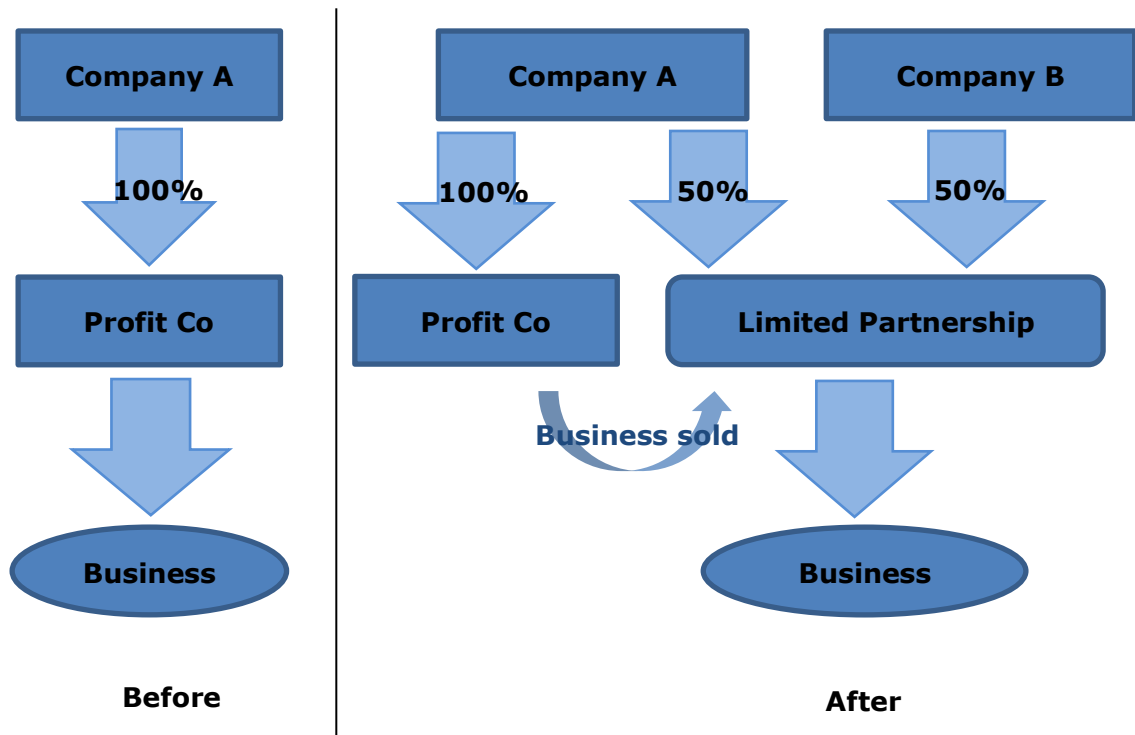 Company A
100%
Profit Co
Business
Before
Company A
Company B
100%
50%
50%
Profit Co
Limited Partnership
Business sold
Business
After